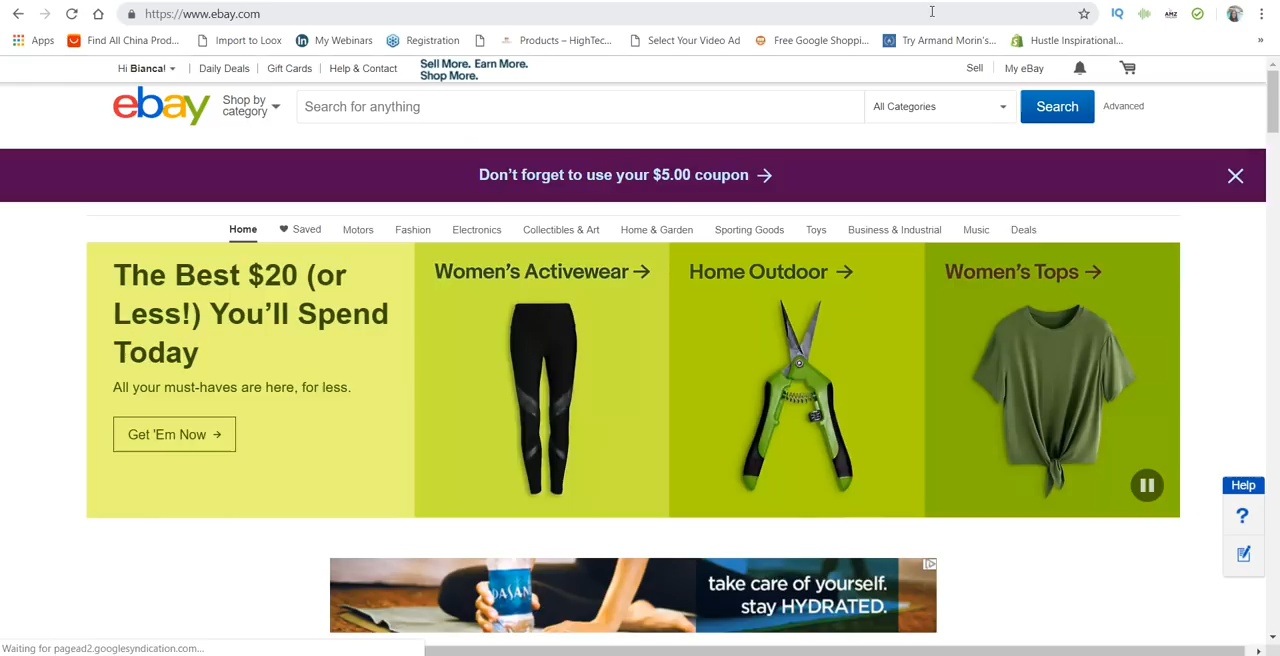 https://www.ebay.com
IQ
AMZ
Apps
Find All China Prod...
Import to Loox
My Webinars
Registration
Products – HighTec...
Select Your Video Ad
Free Google Shoppi...
Try Armand Morin's...
Hustle Inspirational...
»
Hi Bianca!
Daily Deals
Gift Cards
Help & Contact
Sell More. Earn More.
Shop More.
Sell
My eBay
ebay
Shop by
category
Search for anything
All Categories
Search
Advanced
Don't forget to use your $5.00 coupon →
Home
Saved
Motors
Fashion
Electronics
Collectibles & Art
Home & Garden
Sporting Goods
Toys
Business & Industrial
Music
Deals
The Best $20 (or
Less!) You'll Spend
Today
All your must-haves are here, for less.
Get 'Em Now →
Women's Activewear →
Home Outdoor →
Women's Tops →
Help
?
DASANI
take care of yourself.
stay HYDRATED.
Waiting for pagead2.googlesyndication.com...